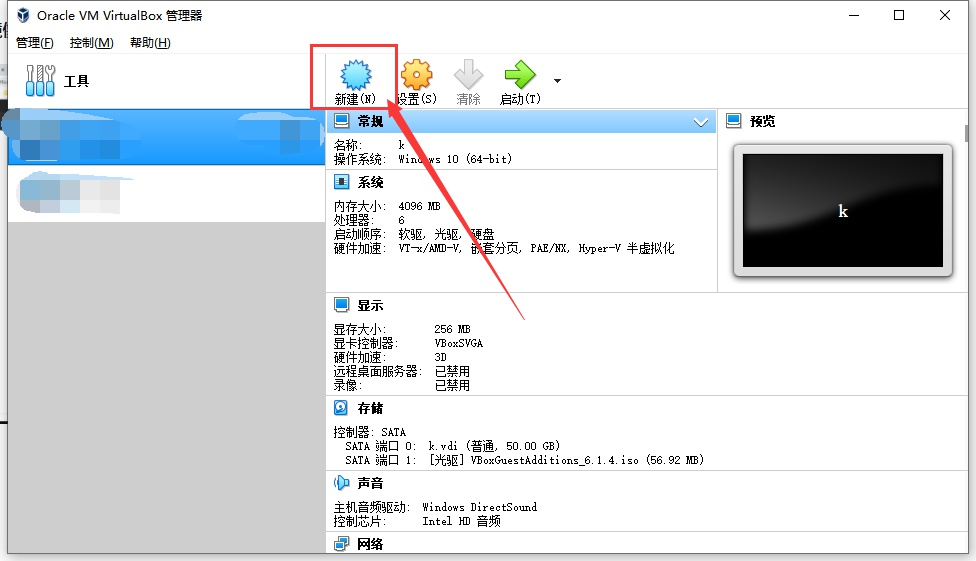 Oracle VM VirtualBox 管理器
管理(F) 控制(M) 帮助(H)
工具
新建(N) 设置(S) 清除 启动(T)
常规
名称: k
操作系统: Windows 10 (64-bit)
系统
内存大小: 4096 MB
处理器: 6
启动顺序: 软驱, 光驱, 硬盘
硬件加速: VT-x/AMD-V, 嵌套分页, PAE/NX, Hyper-V 半虚拟化
预览
k
显示
显存大小: 256 MB
显卡控制器: VBoxSVGA
硬件加速: 3D
远程桌面服务器: 已禁用
录像: 已禁用
存储
控制器: SATA
SATA 端口 0: k.vdi (普通, 50.00 GB)
SATA 端口 1: [光驱] VBoxGuestAdditions_6.1.4.iso (56.92 MB)
声音
主机音频驱动: Windows DirectSound
控制芯片: Intel HD 音频
网络